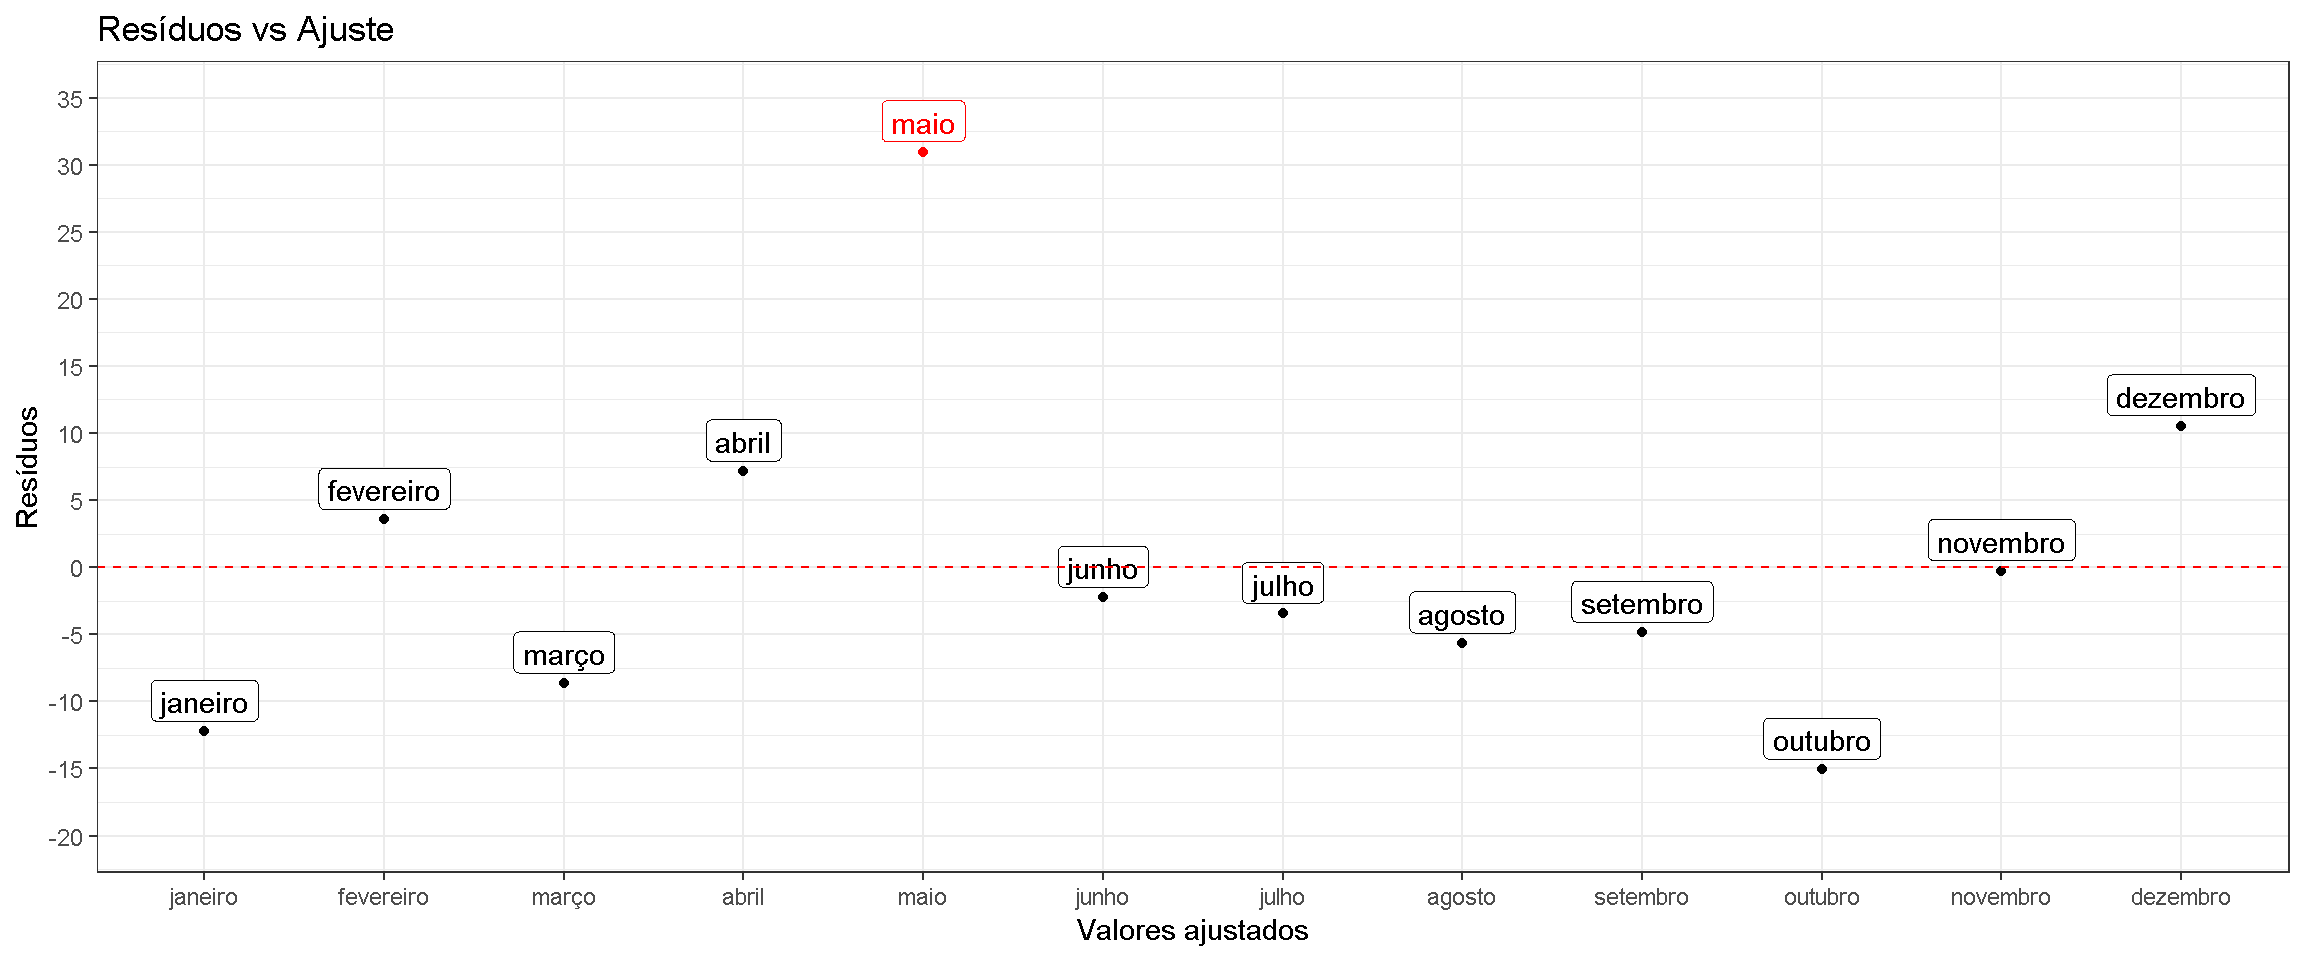 Resíduos vs Ajuste
35
30
25
20
15
10
5
0
-5
-10
-15
-20
Resíduos
maio
dezembro
abril
fevereiro
novembro
junho
julho
setembro
agosto
março
janeiro
outubro
janeiro fevereiro março abril maio junho julho agosto setembro outubro novembro dezembro
Valores ajustados